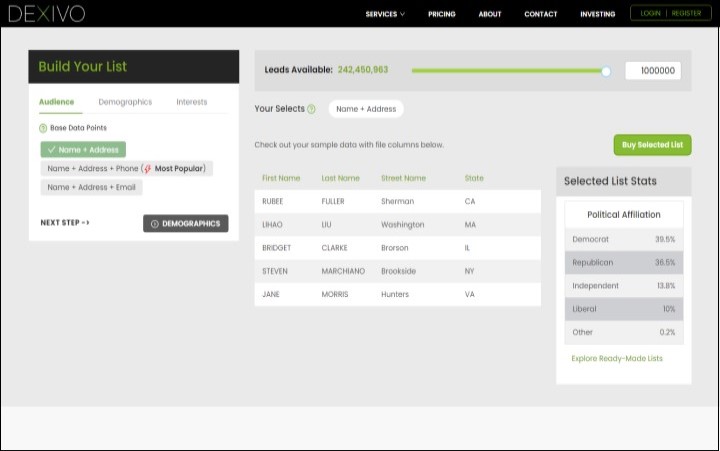 DEXIVO
SERVICES PRICING ABOUT CONTACT INVESTING LOGIN | REGISTER
Build Your List
Audience Demographics Interests
Base Data Points
Name + Address
Name + Address + Phone ( Most Popular)
Name + Address + Email
NEXT STEP -> DEMOGRAPHICS
Leads Available: 242,450,963 1000000
Your Selects Name + Address
Check out your sample data with file columns below. Buy Selected List
First Name Last Name Street Name State
RUBEE FULLER Sherman CA
LIHAO LIU Washington MA
BRIDGET CLARKE Brorson IL
STEVEN MARCHIANO Brookside NY
JANE MORRIS Hunters VA
Selected List Stats
Political Affiliation
Democrat 39.5%
Republican 36.5%
Independent 13.8%
Liberal 10%
Other 0.2%
Explore Ready-Made Lists